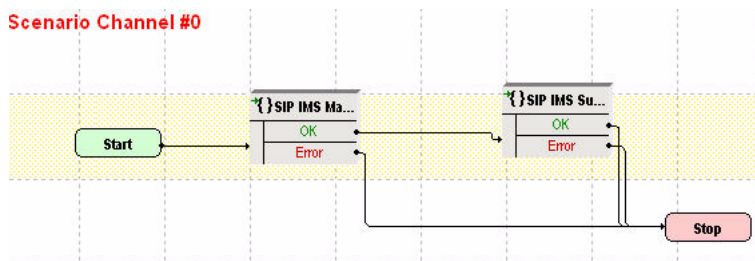 Scenario Channel #0
{}SIP IMS Ma...
OK
Error
{}SIP IMS Su...
OK
Error
Start
Stop